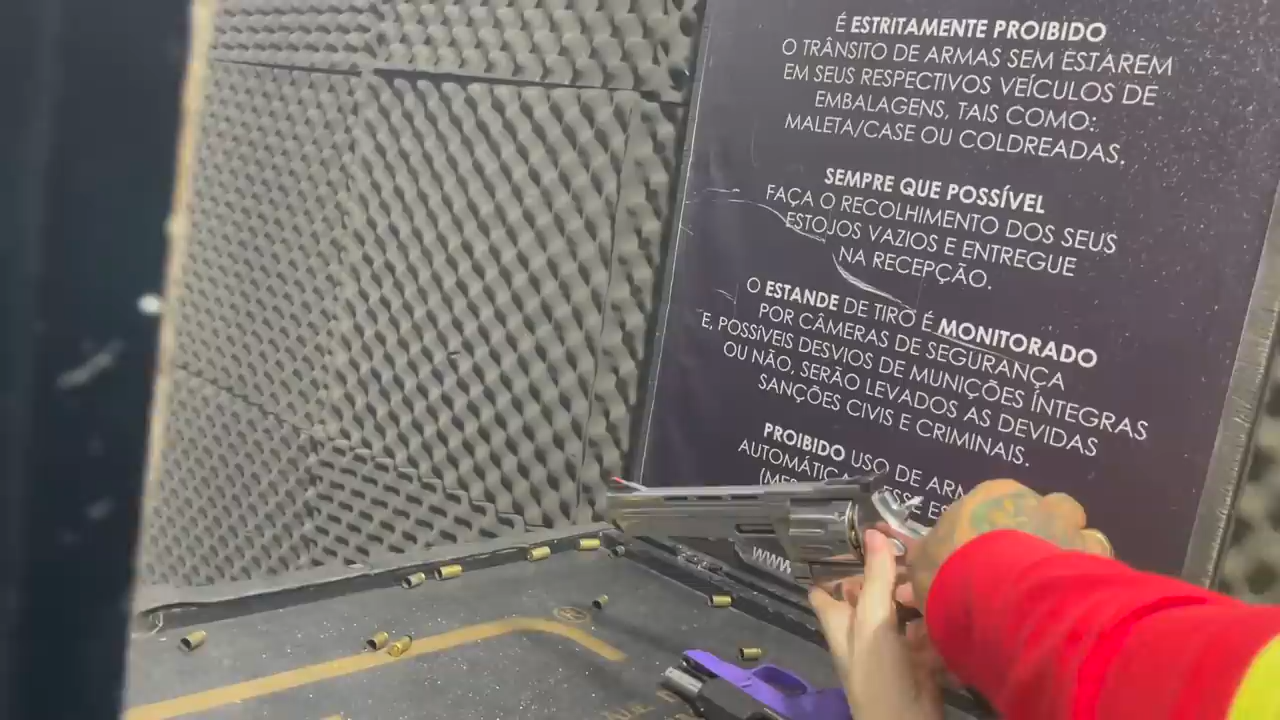 É ESTRITAMENTE PROIBIDO
O TRÂNSITO DE ARMAS SEM ESTAREM
EM SEUS RESPECTIVOS VEÍCULOS DE
EMBALAGENS, TAIS COMO:
MALETA/CASE OU COLDREADAS.
SEMPRE QUE POSSÍVEL
FAÇA O RECOLHIMENTO DOS SEUS
ESTOJOS VAZIOS E ENTREGUE
NA RECEPÇÃO.
O ESTANDE DE TIRO É MONITORADO
POR CÂMERAS DE SEGURANÇA
E, POSSÍVEIS DESVIOS DE MUNIÇÕES ÍNTEGRAS
OU NÃO, SERÃO LEVADOS AS DEVIDAS
SANÇÕES CIVIS E CRIMINAIS.
PROIBIDO USO DE
www.